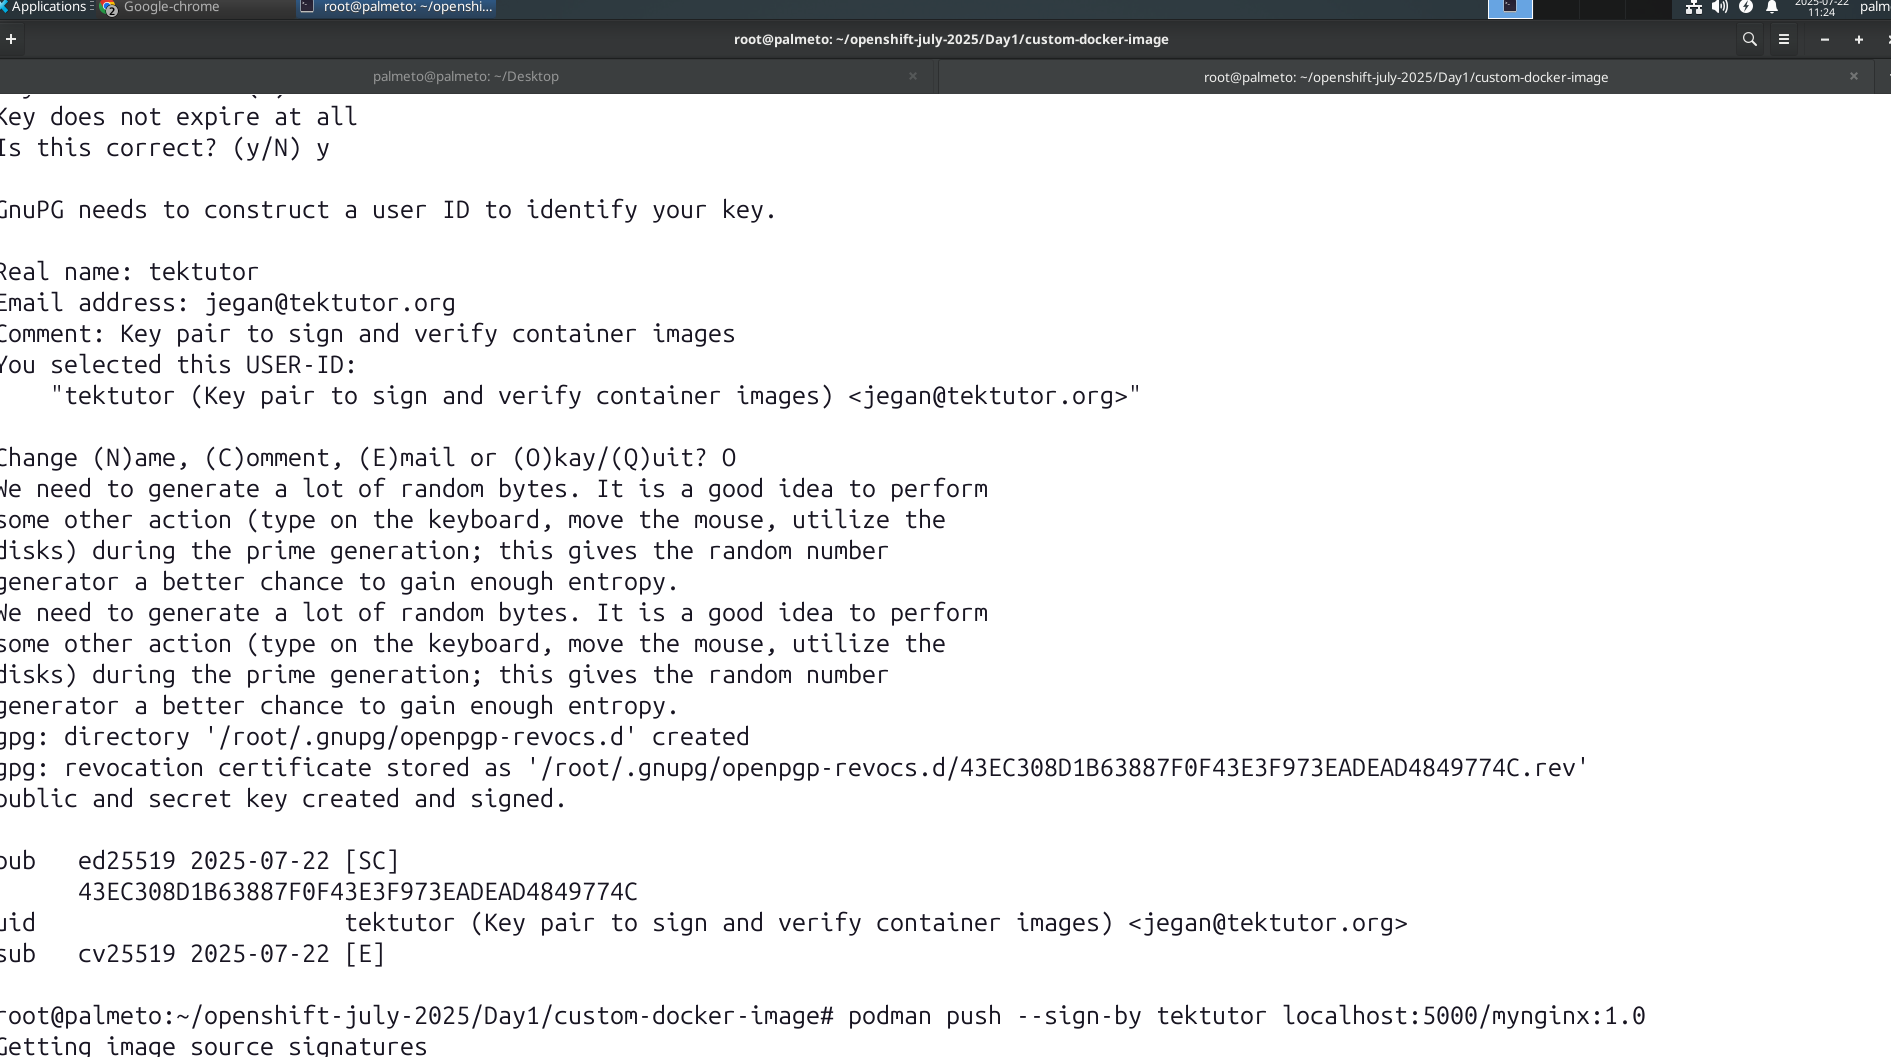 Applications
Google-chrome
root@palmeto: ~/openshi...
2025-07-22
11:24
palm
root@palmeto: ~/openshift-july-2025/Day1/custom-docker-image
palmeto@palmeto: ~/Desktop
root@palmeto: ~/openshift-july-2025/Day1/custom-docker-image
Key does not expire at all
Is this correct? (y/N) y
GnuPG needs to construct a user ID to identify your key.
Real name: tektutor
Email address: jegan@tektutor.org
Comment: Key pair to sign and verify container images
You selected this USER-ID:
"tektutor (Key pair to sign and verify container images) <jegan@tektutor.org>"
Change (N)ame, (C)omment, (E)mail or (O)kay/(Q)uit? O
We need to generate a lot of random bytes. It is a good idea to perform
some other action (type on the keyboard, move the mouse, utilize the
disks) during the prime generation; this gives the random number
generator a better chance to gain enough entropy.
We need to generate a lot of random bytes. It is a good idea to perform
some other action (type on the keyboard, move the mouse, utilize the
disks) during the prime generation; this gives the random number
generator a better chance to gain enough entropy.
gpg: directory '/root/.gnupg/openpgp-revocs.d' created
gpg: revocation certificate stored as '/root/.gnupg/openpgp-revocs.d/43EC308D1B63887F0F43E3F973EADEAD4849774C.rev'
public and secret key created and signed.
pub   ed25519 2025-07-22 [SC]
43EC308D1B63887F0F43E3F973EADEAD4849774C
uid                      tektutor (Key pair to sign and verify container images) <jegan@tektutor.org>
sub   cv25519 2025-07-22 [E]
root@palmeto:~/openshift-july-2025/Day1/custom-docker-image# podman push --sign-by tektutor localhost:5000/mynginx:1.0
Getting image source signatures